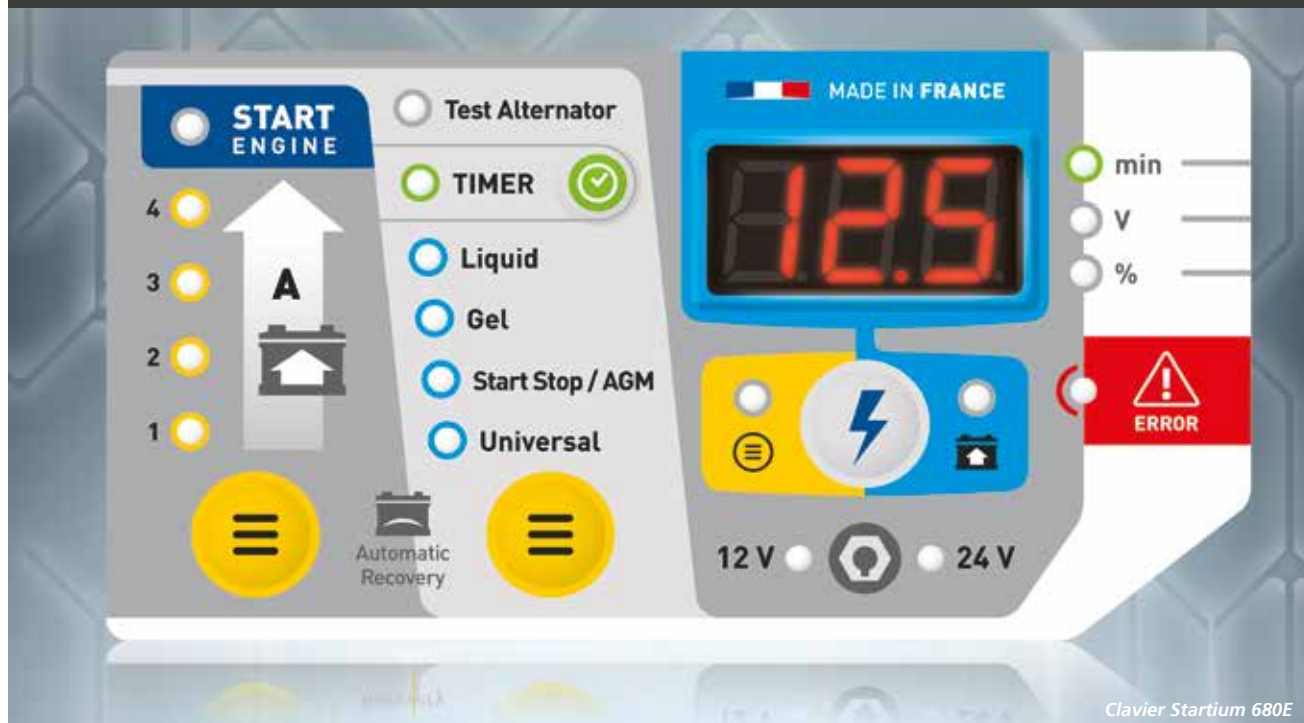 START
ENGINE
4
3
2
1
A
Automatic
Recovery
Test Alternator
TIMER
Liquid
Gel
Start Stop / AGM
Universal
MADE IN FRANCE
12.5
min
V
%
ERROR
12 V
24 V
Clavier Startium 680E